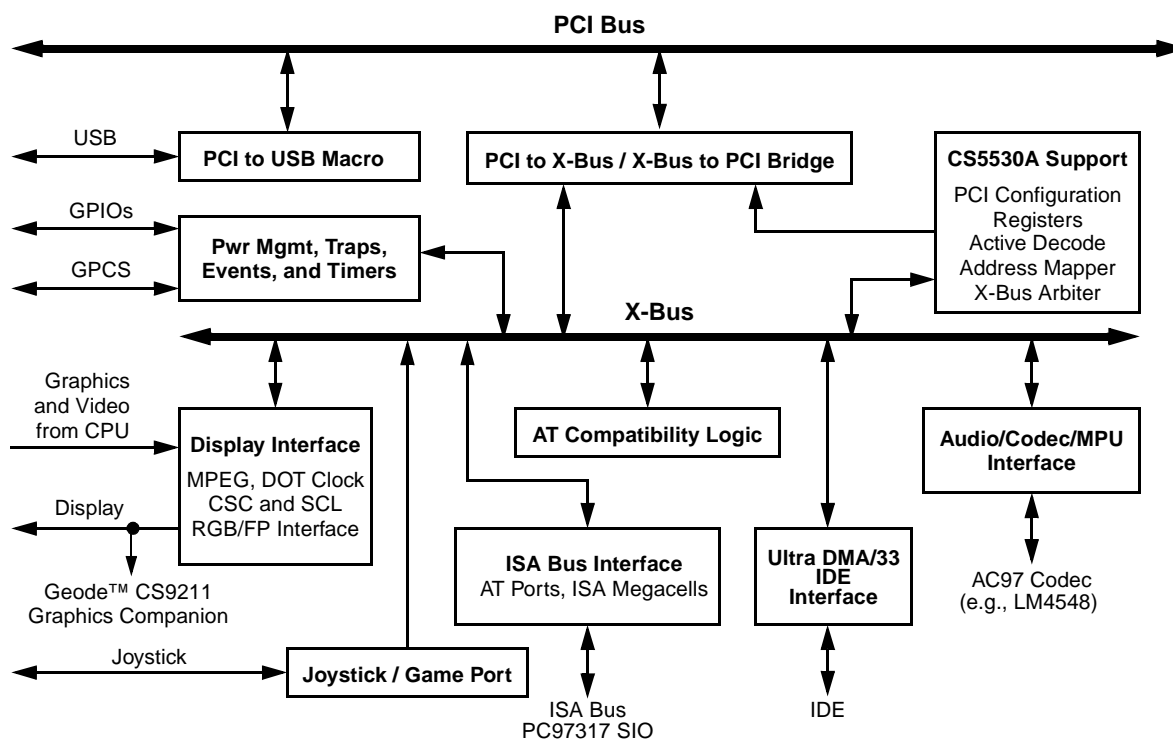 PCI Bus
USB
PCI to USB Macro
PCI to X-Bus / X-Bus to PCI Bridge
CS5530A Support
PCI Configuration
Registers
Active Decode
Address Mapper
X-Bus Arbiter
GPIOs
GPCS
Pwr Mgmt, Traps,
Events, and Timers
X-Bus
Graphics
and Video
from CPU
Display
Display Interface
MPEG, DOT Clock
CSC and SCL
RGB/FP Interface
AT Compatibility Logic
Audio/Codec/MPU
Interface
Geode™ CS9211
Graphics Companion
ISA Bus Interface
AT Ports, ISA Megacells
Ultra DMA/33
IDE
Interface
AC97 Codec
(e.g., LM4548)
Joystick
Joystick / Game Port
ISA Bus
PC97317 SIO
IDE